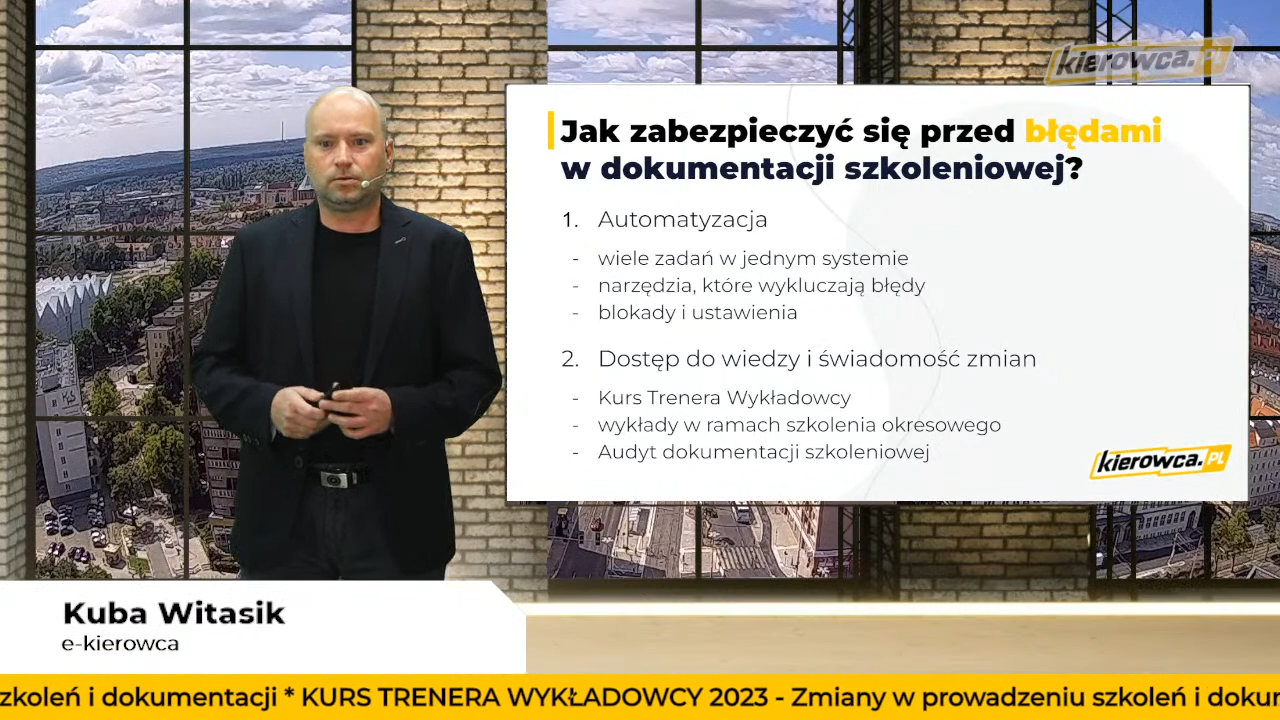 kierowca.PL
Jak zabezpieczyć się przed błędami
w dokumentacji szkoleniowej?
1. Automatyzacja
- wiele zadań w jednym systemie
- narzędzia, które wykluczają błędy
- blokady i ustawienia
2. Dostęp do wiedzy i świadomość zmian
- Kurs Trenera Wykładowcy
- wykłady w ramach szkolenia okresowego
- Audyt dokumentacji szkoleniowej
kierowca.PL
Kuba Witasik
e-kierowca
zkoleń i dokumentacji * KURS TRENERA WYKŁADOWCY 2023 - Zmiany w prowadzeniu szkoleń i doku